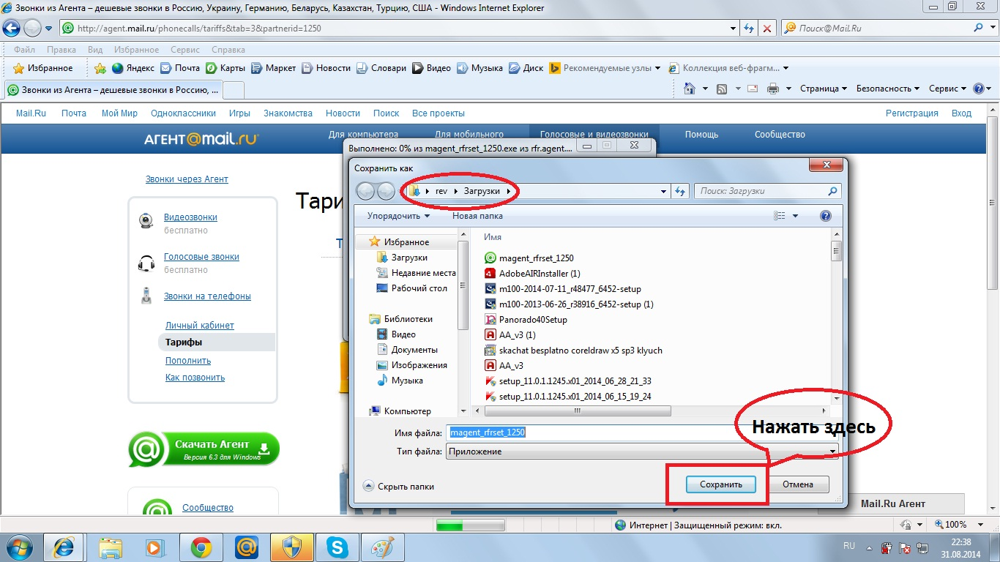 Звонки из Агента – дешевые звонки в Россию, Украину, Германию, Беларусь, Казахстан, Турцию, США - Windows Internet Explorer
http://agent.mail.ru/phonecalls/tariffs&tab=3&partnerid=1250
Поиск@Mail.Ru
Файл Правка Вид Избранное Сервис Справка
Избранное Яндекс Почта Карты Маркет Новости Словари Видео Музыка Диск Рекомендуемые узлы Коллекция веб-фрагм...
Звонки из Агента – дешевые звонки в Россию, ...
Страница Безопасность Сервис
Mail.Ru Почта Мой Мир Одноклассники Игры Знакомства Новости Поиск Все проекты Регистрация Вход
АГЕНТ@mail.ru Для компьютера Для мобильного Голосовые и видеозвонки Помощь Сообщество
Выполнено: 0% из magent_rfrset_1250.exe из rfr.agent....
Сохранить как
rev Загрузки
Поиск: Загрузки
Упорядочить Новая папка
Избранное
Загрузки
Недавние места
Рабочий стол
Библиотеки
Видео
Документы
Изображения
Музыка
Компьютер
Имя
magent_rfrset_1250
AdobeAIRInstaller (1)
m100-2014-07-11_r48477_6452-setup
m100-2013-06-26_r38916_6452-setup (1)
Panorado40Setup
AA_v3 (1)
skachat besplatno coreldraw x5 sp3 klyuch
AA_v3
setup_11.0.1.1245.x01_2014_06_28_21_33
setup_11.0.1.1245.x01_2014_06_15_19_24
Имя файла: magent_rfrset_1250
Тип файла: Приложение
Скрыть папки
Сохранить Отмена
Нажать здесь
Звонки через Агент
Видеозвонки
бесплатно
Голосовые звонки
бесплатно
Звонки на телефоны
Личный кабинет
Тарифы
Пополнить
Как позвонить
Скачать Агент
Версия 6.3 для Windows
Сообщество
Тари
Т
Mail.Ru Агент
Интернет | Защищенный режим: вкл.
100%
RU
22:38
31.08.2014